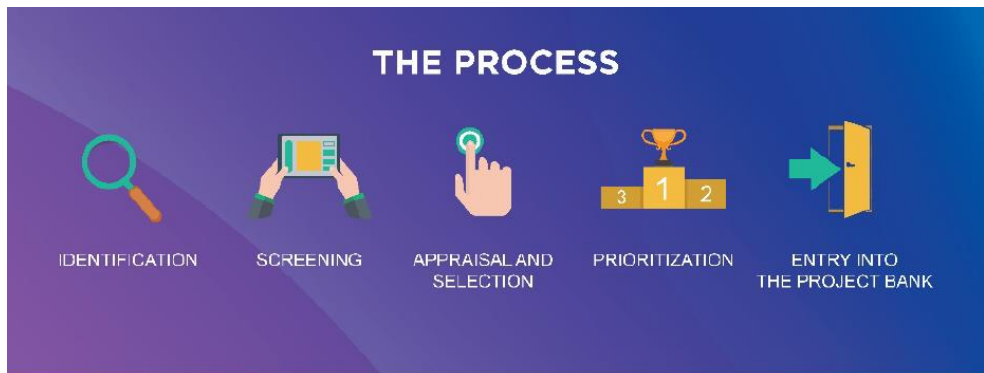 THE PROCESS
3 1 2
IDENTIFICATION
SCREENING
APPRAISAL AND
SELECTION
PRIORITIZATION
ENTRY INTO
THE PROJECT BANK